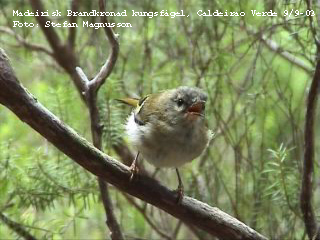 Madeirisk Brandkronad kungsfågel, Caldeirao Verde 9/9-03
Foto: Stefan Magnusson